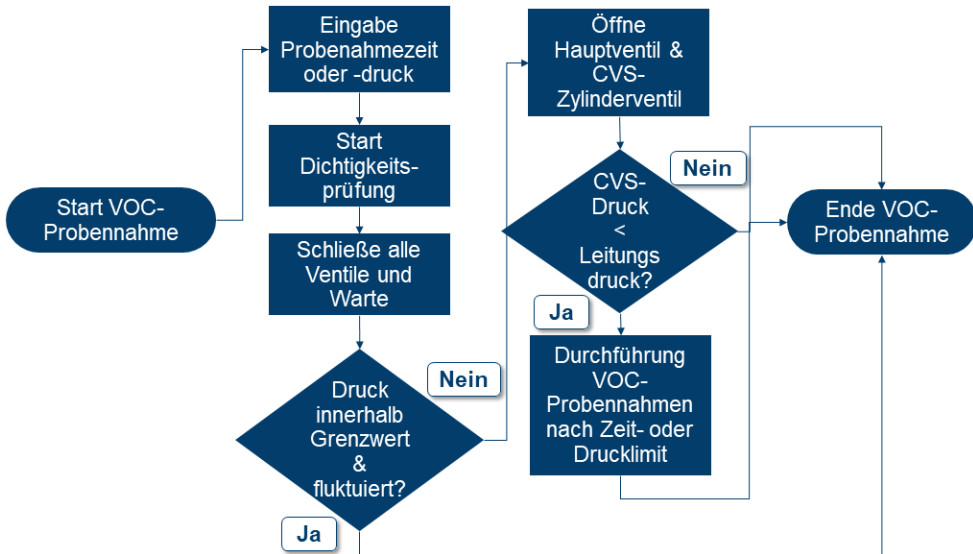 Start VOC-
Probennahme
Eingabe
Probenahmezeit
oder -druck
Start
Dichtigkeits-
prüfung
Schließe alle
Ventile und
Warte
Druck
innerhalb
Grenzwert
&
fluktuiert?
Nein
Ja
Öffne
Hauptventil &
CVS-
Zylinderventil
CVS-
Druck
<
Leitungs
druck?
Nein
Ja
Durchführung
VOC-
Probennahmen
nach Zeit- oder
Drucklimit
Ende VOC-
Probennahme